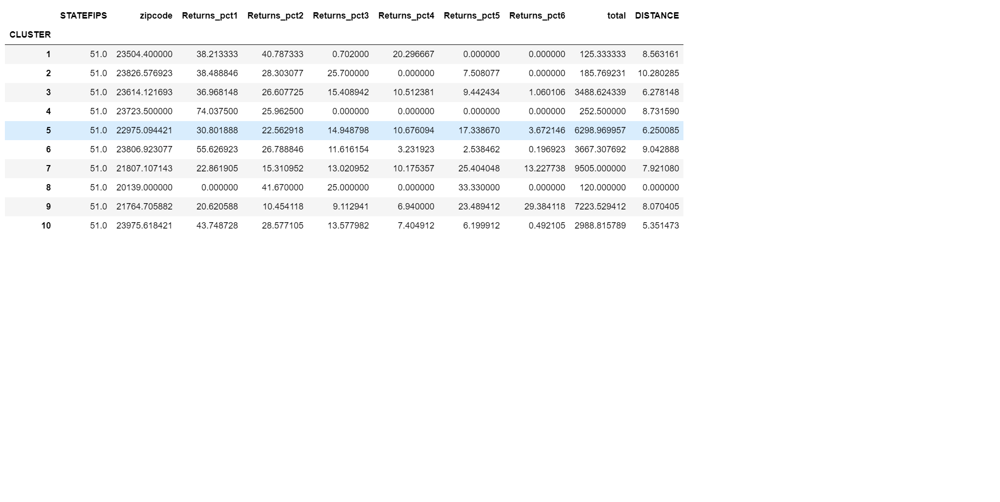 STATEFIPS zipcode Returns_pct1 Returns_pct2 Returns_pct3 Returns_pct4 Returns_pct5 Returns_pct6 total DISTANCE
CLUSTER
1 51.0 23504.400000 38.213333 40.787333 0.702000 20.296667 0.000000 0.000000 125.333333 8.563161
2 51.0 23826.576923 38.488846 28.303077 25.700000 0.000000 7.508077 0.000000 185.769231 10.280285
3 51.0 23614.121693 36.968148 26.607725 15.408942 10.512381 9.442434 1.060106 3488.624339 6.278148
4 51.0 23723.500000 74.037500 25.962500 0.000000 0.000000 0.000000 0.000000 252.500000 8.731590
5 51.0 22975.094421 30.801888 22.562918 14.948798 10.676094 17.338670 3.672146 6298.969957 6.250085
6 51.0 23806.923077 55.626923 26.788846 11.616154 3.231923 2.538462 0.196923 3667.307692 9.042888
7 51.0 21807.107143 22.861905 15.310952 13.020952 10.175357 25.404048 13.227738 9505.000000 7.921080
8 51.0 20139.000000 0.000000 41.670000 25.000000 0.000000 33.330000 0.000000 120.000000 0.000000
9 51.0 21764.705882 20.620588 10.454118 9.112941 6.940000 23.489412 29.384118 7223.529412 8.070405
10 51.0 23975.618421 43.748728 28.577105 13.577982 7.404912 6.199912 0.492105 2988.815789 5.351473